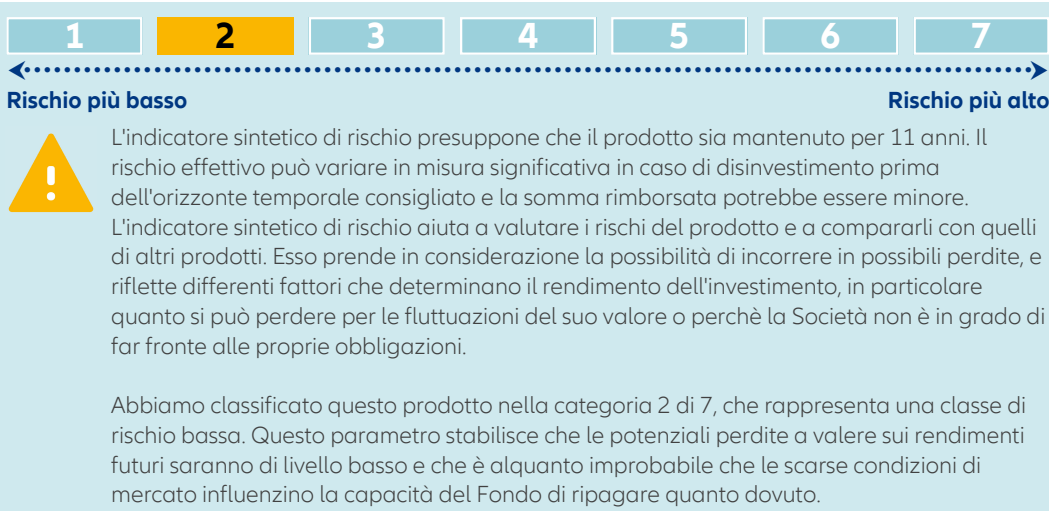 1 2 3 4 5 6 7
Rischio più basso Rischio più alto
L'indicatore sintetico di rischio presuppone che il prodotto sia mantenuto per 11 anni. Il
rischio effettivo può variare in misura significativa in caso di disinvestimento prima
dell'orizzonte temporale consigliato e la somma rimborsata potrebbe essere minore.
L'indicatore sintetico di rischio aiuta a valutare i rischi del prodotto e a compararli con quelli
di altri prodotti. Esso prende in considerazione la possibilità di incorrere in possibili perdite, e
riflette differenti fattori che determinano il rendimento dell'investimento, in particolare
quanto si può perdere per le fluttuazioni del suo valore o perchè la Società non è in grado di
far fronte alle proprie obbligazioni.
Abbiamo classificato questo prodotto nella categoria 2 di 7, che rappresenta una classe di
rischio bassa. Questo parametro stabilisce che le potenziali perdite a valere sui rendimenti
futuri saranno di livello basso e che è alquanto improbabile che le scarse condizioni di
mercato influenzino la capacità del Fondo di ripagare quanto dovuto.